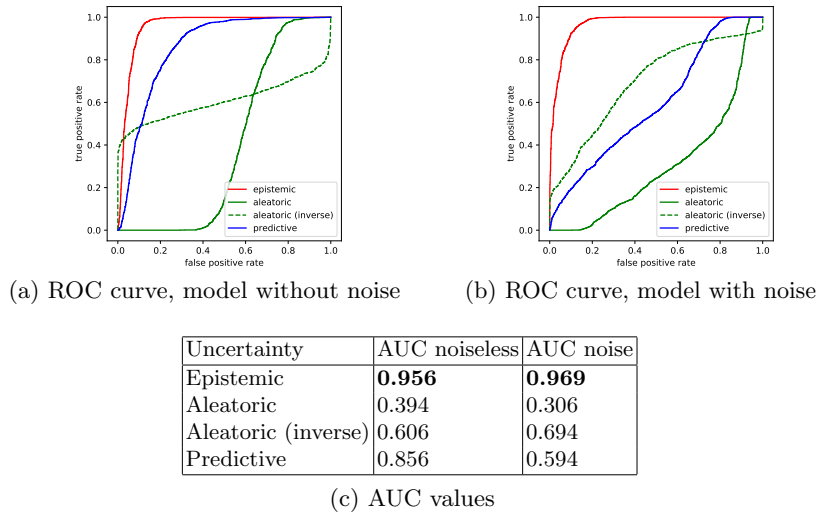 1.0
0.8
0.6
0.4
0.2
0.0
true positive rate
epistemic
aleatoric
aleatoric (inverse)
predictive
0.0 0.2 0.4 0.6 0.8 1.0
false positive rate
(a) ROC curve, model without noise
1.0
0.8
0.6
0.4
0.2
0.0
true positive rate
epistemic
aleatoric
aleatoric (inverse)
predictive
0.0 0.2 0.4 0.6 0.8 1.0
false positive rate
(b) ROC curve, model with noise
Uncertainty AUC noiseless AUC noise
Epistemic 0.956 0.969
Aleatoric 0.394 0.306
Aleatoric (inverse) 0.606 0.694
Predictive 0.856 0.594
(c) AUC values